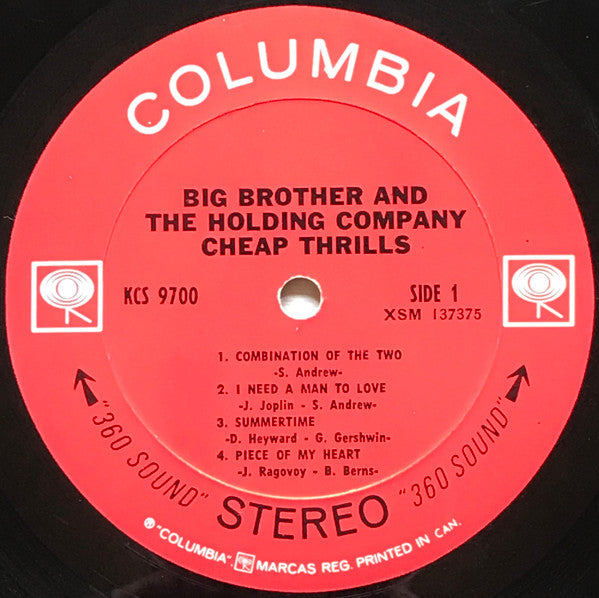 COLUMBIA
BIG BROTHER AND
THE HOLDING COMPANY
CHEAP THRILLS
KCS 9700
SIDE 1
XSM 137375
1. COMBINATION OF THE TWO
-S. Andrew-
2. I NEED A MAN TO LOVE
-J. Joplin - S. Andrew-
3. SUMMERTIME
-D. Heyward - G. Gershwin-
4. PIECE OF MY HEART
-J. Ragovoy - B. Berns-
"360 SOUND" STEREO "360 SOUND"
® "COLUMBIA", MARCAS REG. PRINTED IN CAN.